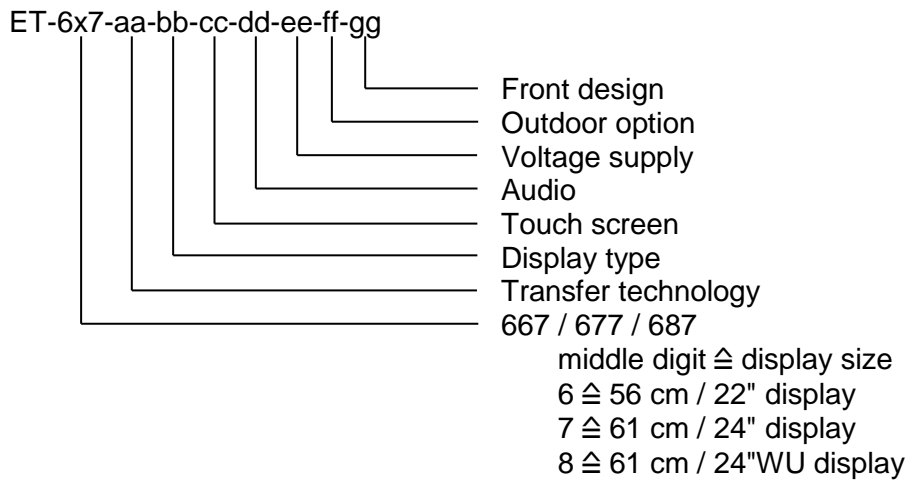 ET-6x7-aa-bb-cc-dd-ee-ff-gg
Front design
Outdoor option
Voltage supply
Audio
Touch screen
Display type
Transfer technology
667 / 677 / 687
middle digit ≙ display size
6 ≙ 56 cm / 22" display
7 ≙ 61 cm / 24" display
8 ≙ 61 cm / 24"WU display